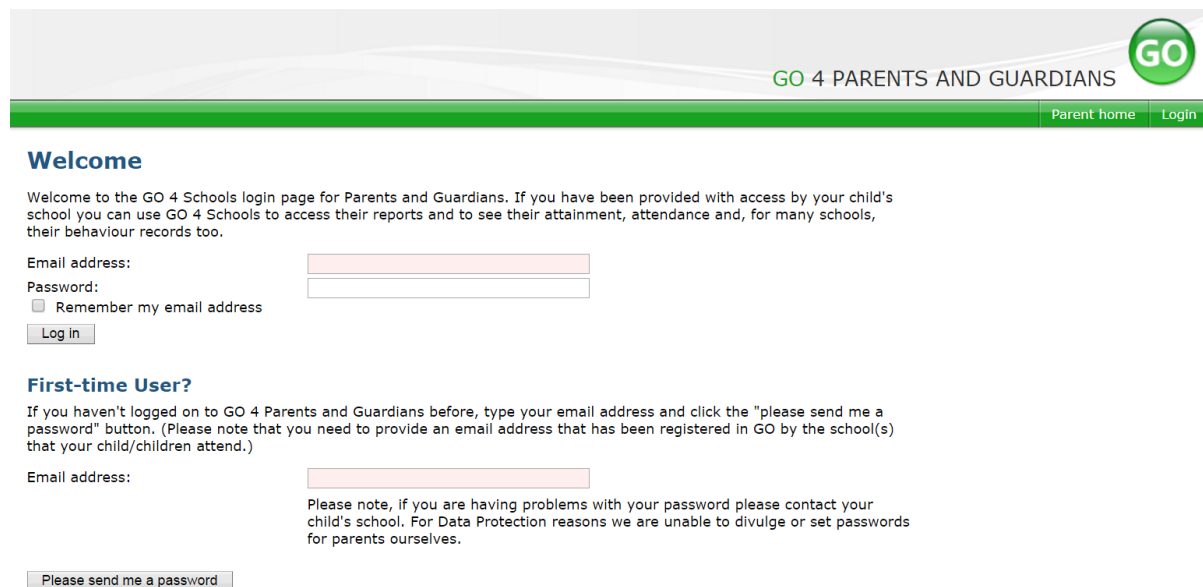 GO
GO 4 PARENTS AND GUARDIANS
Parent home
Login
Welcome
Welcome to the GO 4 Schools login page for Parents and Guardians. If you have been provided with access by your child's
school you can use GO 4 Schools to access their reports and to see their attainment, attendance and, for many schools,
their behaviour records too.
Email address:
Password:
Remember my email address
Log in
First-time User?
If you haven't logged on to GO 4 Parents and Guardians before, type your email address and click the "please send me a
password" button. (Please note that you need to provide an email address that has been registered in GO by the school(s)
that your child/children attend.)
Email address:
Please note, if you are having problems with your password please contact your
child's school. For Data Protection reasons we are unable to divulge or set passwords
for parents ourselves.
Please send me a password